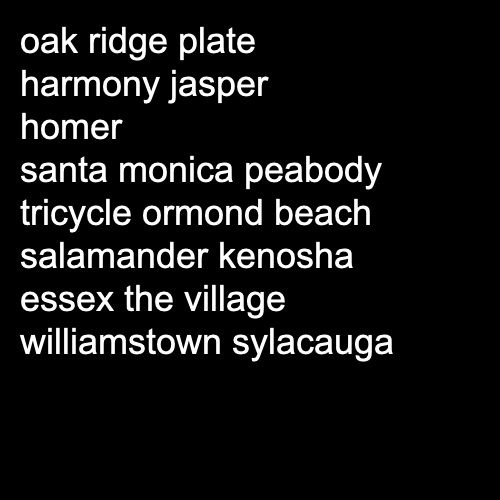 oak ridge plate
harmony jasper
homer
santa monica peabody
tricycle ormond beach
salamander kenosha
essex the village
williamstown sylacauga